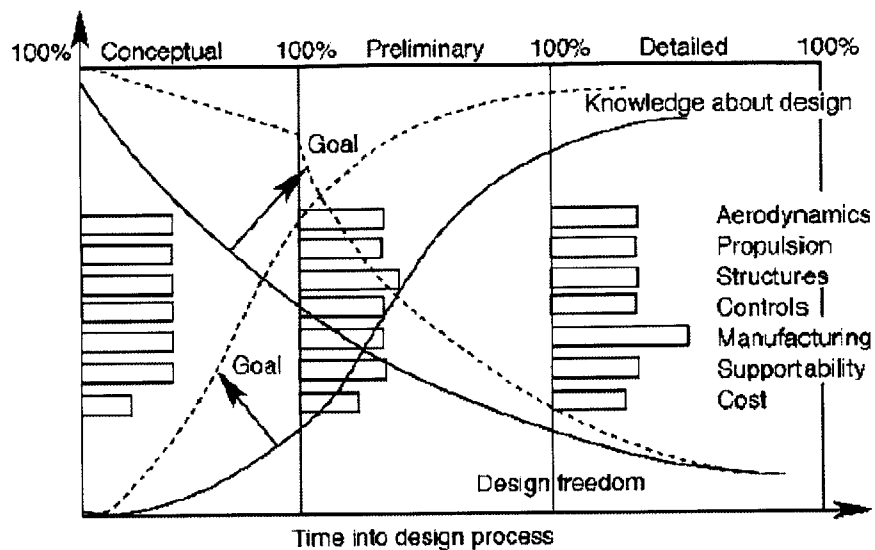 100% Conceptual 100% Preliminary 100% Detailed 100%
Knowledge about design
Goal
Aerodynamics
Propulsion
Structures
Controls
Manufacturing
Goal
Supportability
Cost
Design freedom
Time into design process